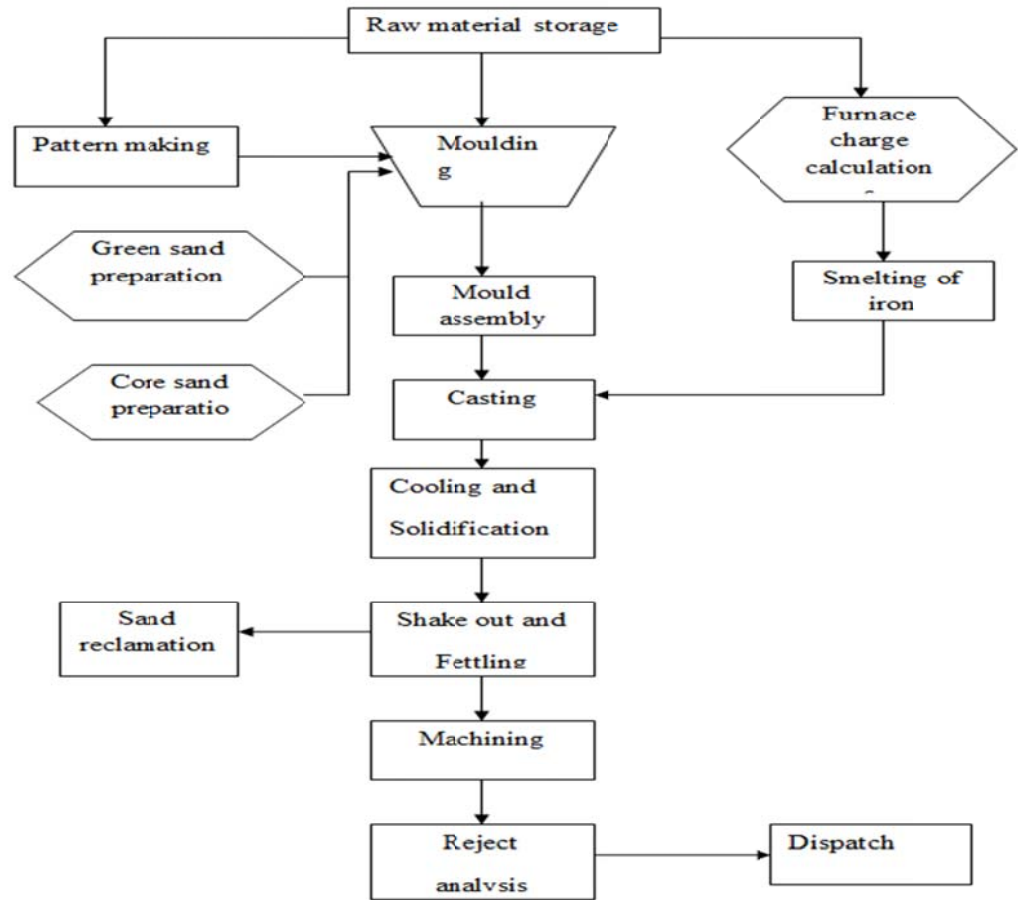 Raw material storage
Pattern making
Mouldin
g
Furnace
charge
calculation
Green sand
preparation
Mould
assembly
Smelting of
iron
Core sand
preparatio
Casting
Cooling and
Solidification
Sand
reclamation
Shake out and
Fettling
Machining
Reject
analysis
Dispatch